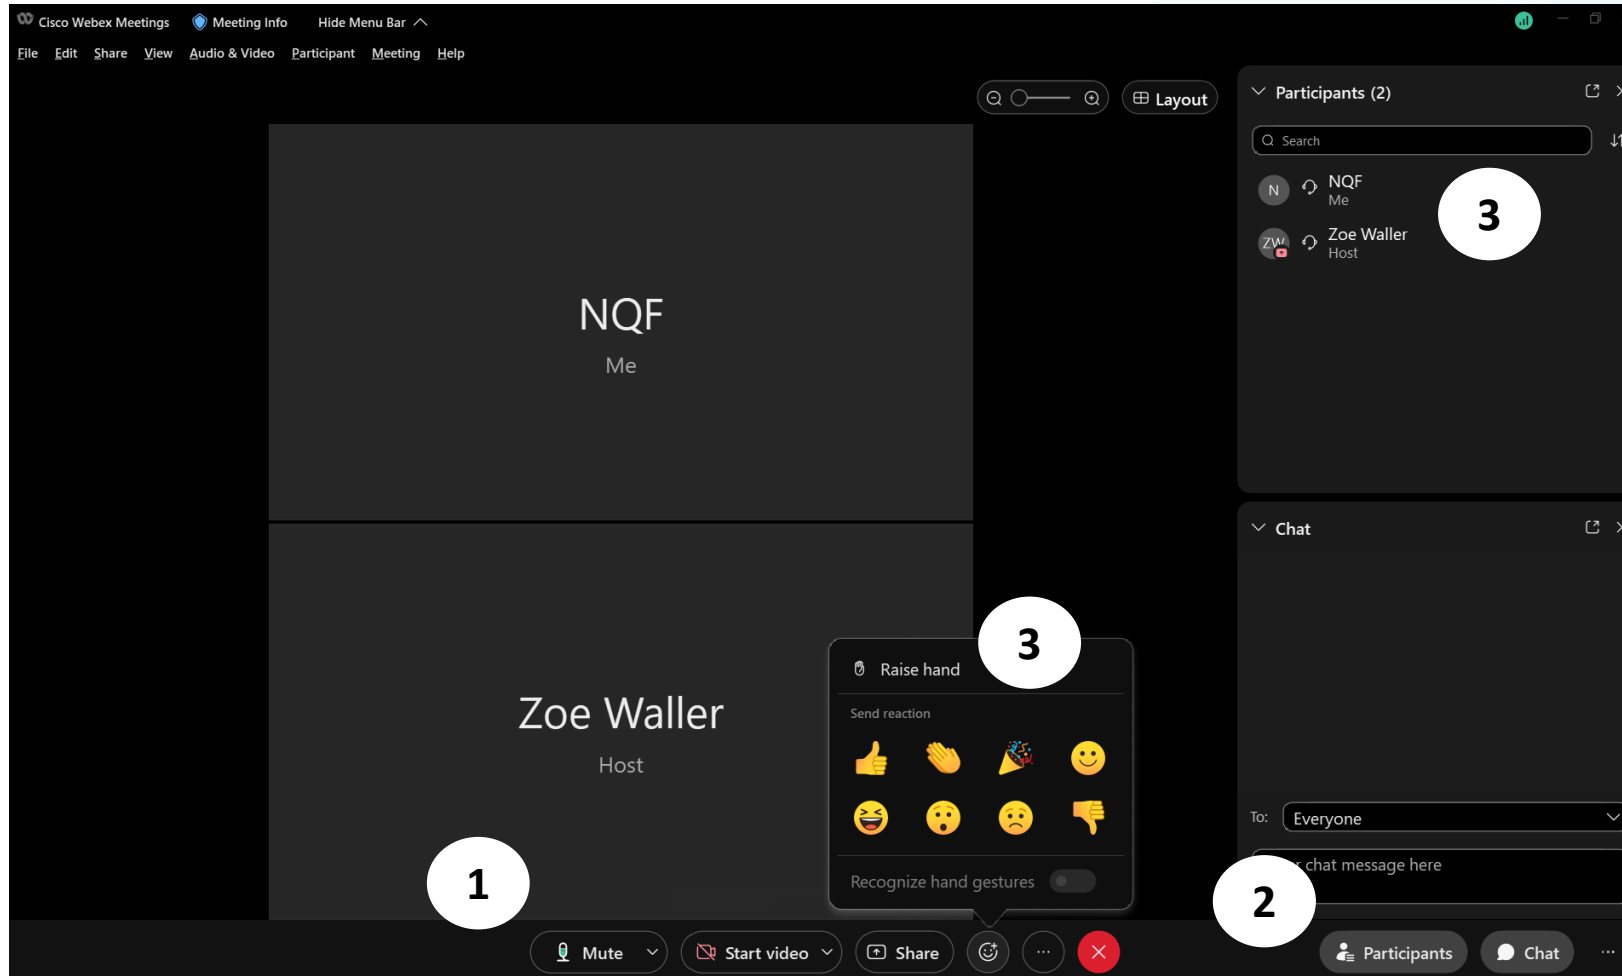 Cisco Webex Meetings Meeting Info Hide Menu Bar
File Edit Share View Audio & Video Participant Meeting Help
Layout
Participants (2)
Search
N
NQF
Me
3
ZW
Zoe Waller
Host
NQF
Me
Chat
Zoe Waller
Host
3
Raise hand
Send reaction
Recognize hand gestures
To: Everyone
chat message here
1
2
Mute Start video Share Participants Chat